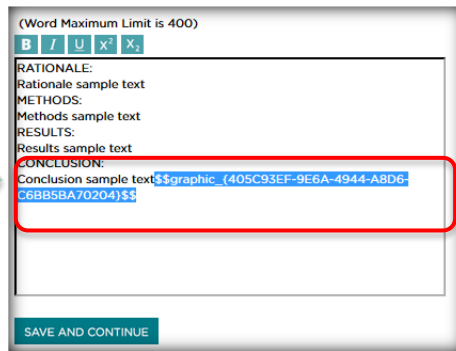 (Word Maximum Limit is 400)
B I U X² X₂
RATIONALE:
Rationale sample text
METHODS:
Methods sample text
RESULTS:
Results sample text
CONCLUSION:
Conclusion sample text$$graphic_{405C93EF-9E6A-4944-A8D6-
C6BB5BA70204}$$
SAVE AND CONTINUE